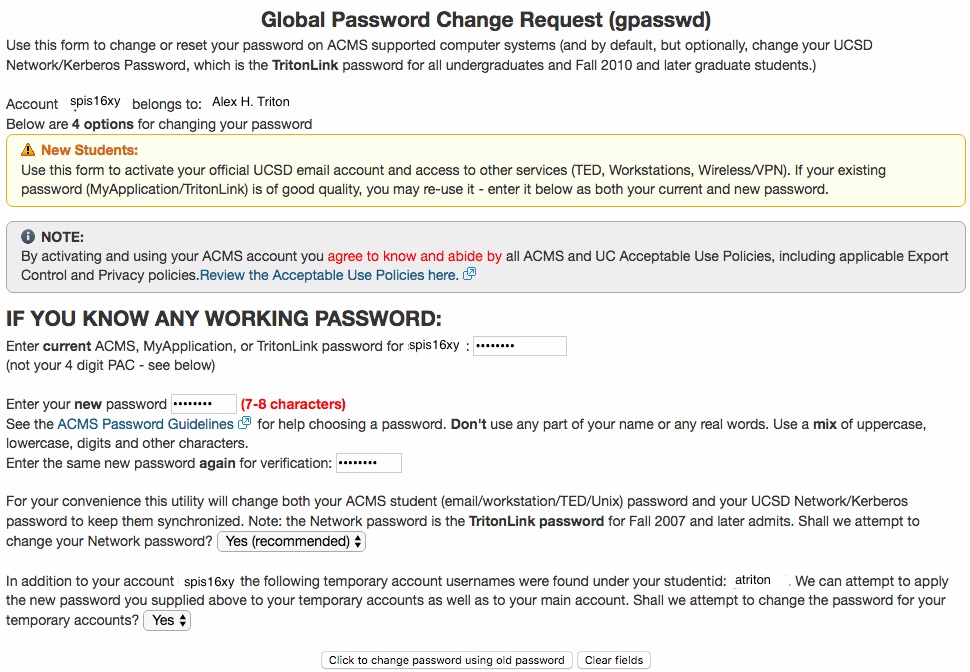 Global Password Change Request (gpasswd)
Use this form to change or reset your password on ACMS supported computer systems (and by default, but optionally, change your UCSD
Network/Kerberos Password, which is the TritonLink password for all undergraduates and Fall 2010 and later graduate students.)
Account spis16xy belongs to: Alex H. Triton
Below are 4 options for changing your password
New Students:
Use this form to activate your official UCSD email account and access to other services (TED, Workstations, Wireless/VPN). If your existing
password (MyApplication/TritonLink) is of good quality, you may re-use it - enter it below as both your current and new password.
NOTE:
By activating and using your ACMS account you agree to know and abide by all ACMS and UC Acceptable Use Policies, including applicable Export
Control and Privacy policies.Review the Acceptable Use Policies here.
IF YOU KNOW ANY WORKING PASSWORD:
Enter current ACMS, MyApplication, or TritonLink password for spis16xy : ••••••••
(not your 4 digit PAC - see below)
Enter your new password •••••••• (7-8 characters)
See the ACMS Password Guidelines for help choosing a password. Don't use any part of your name or any real words. Use a mix of uppercase,
lowercase, digits and other characters.
Enter the same new password again for verification: ••••••••
For your convenience this utility will change both your ACMS student (email/workstation/TED/Unix) password and your UCSD Network/Kerberos
password to keep them synchronized. Note: the Network password is the TritonLink password for Fall 2007 and later admits. Shall we attempt to
change your Network password? Yes (recommended)
In addition to your account spis16xy the following temporary account usernames were found under your studentid: atriton . We can attempt to apply
the new password you supplied above to your temporary accounts as well as to your main account. Shall we attempt to change the password for your
temporary accounts? Yes
Click to change password using old password Clear fields